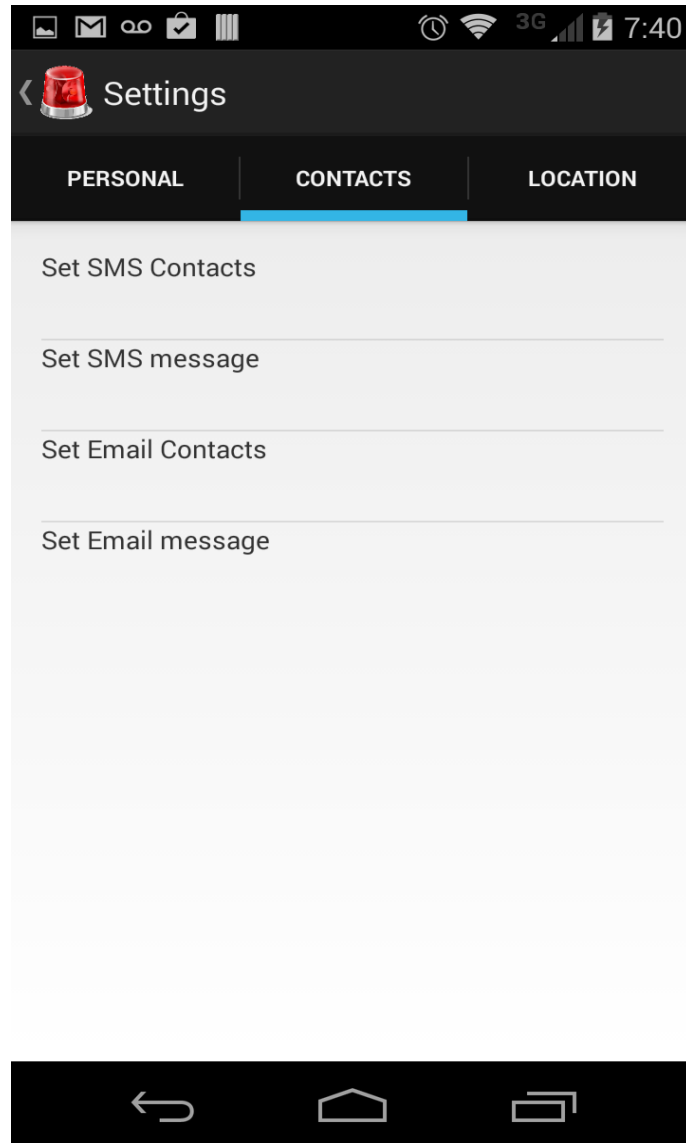 3G 7:40
Settings
PERSONAL CONTACTS LOCATION
Set SMS Contacts
Set SMS message
Set Email Contacts
Set Email message